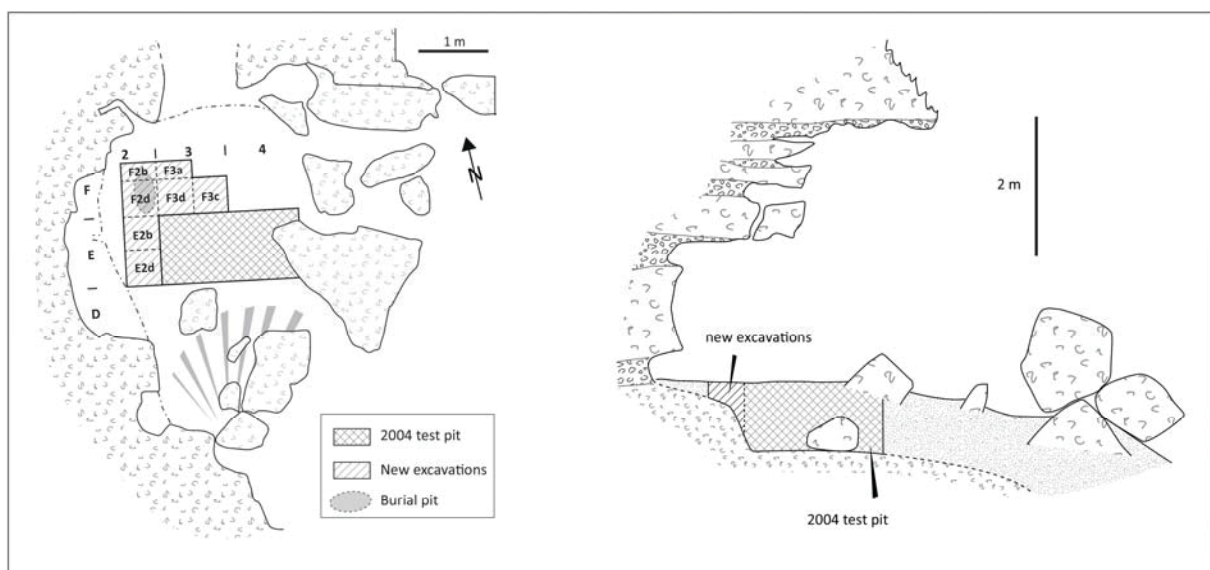 1 m
N
2 | 3 | 4
F
—
E
—
D
F2b F3a
F2d F3d F3c
E2b
E2d
2004 test pit
New excavations
Burial pit
2 m
new excavations
2004 test pit